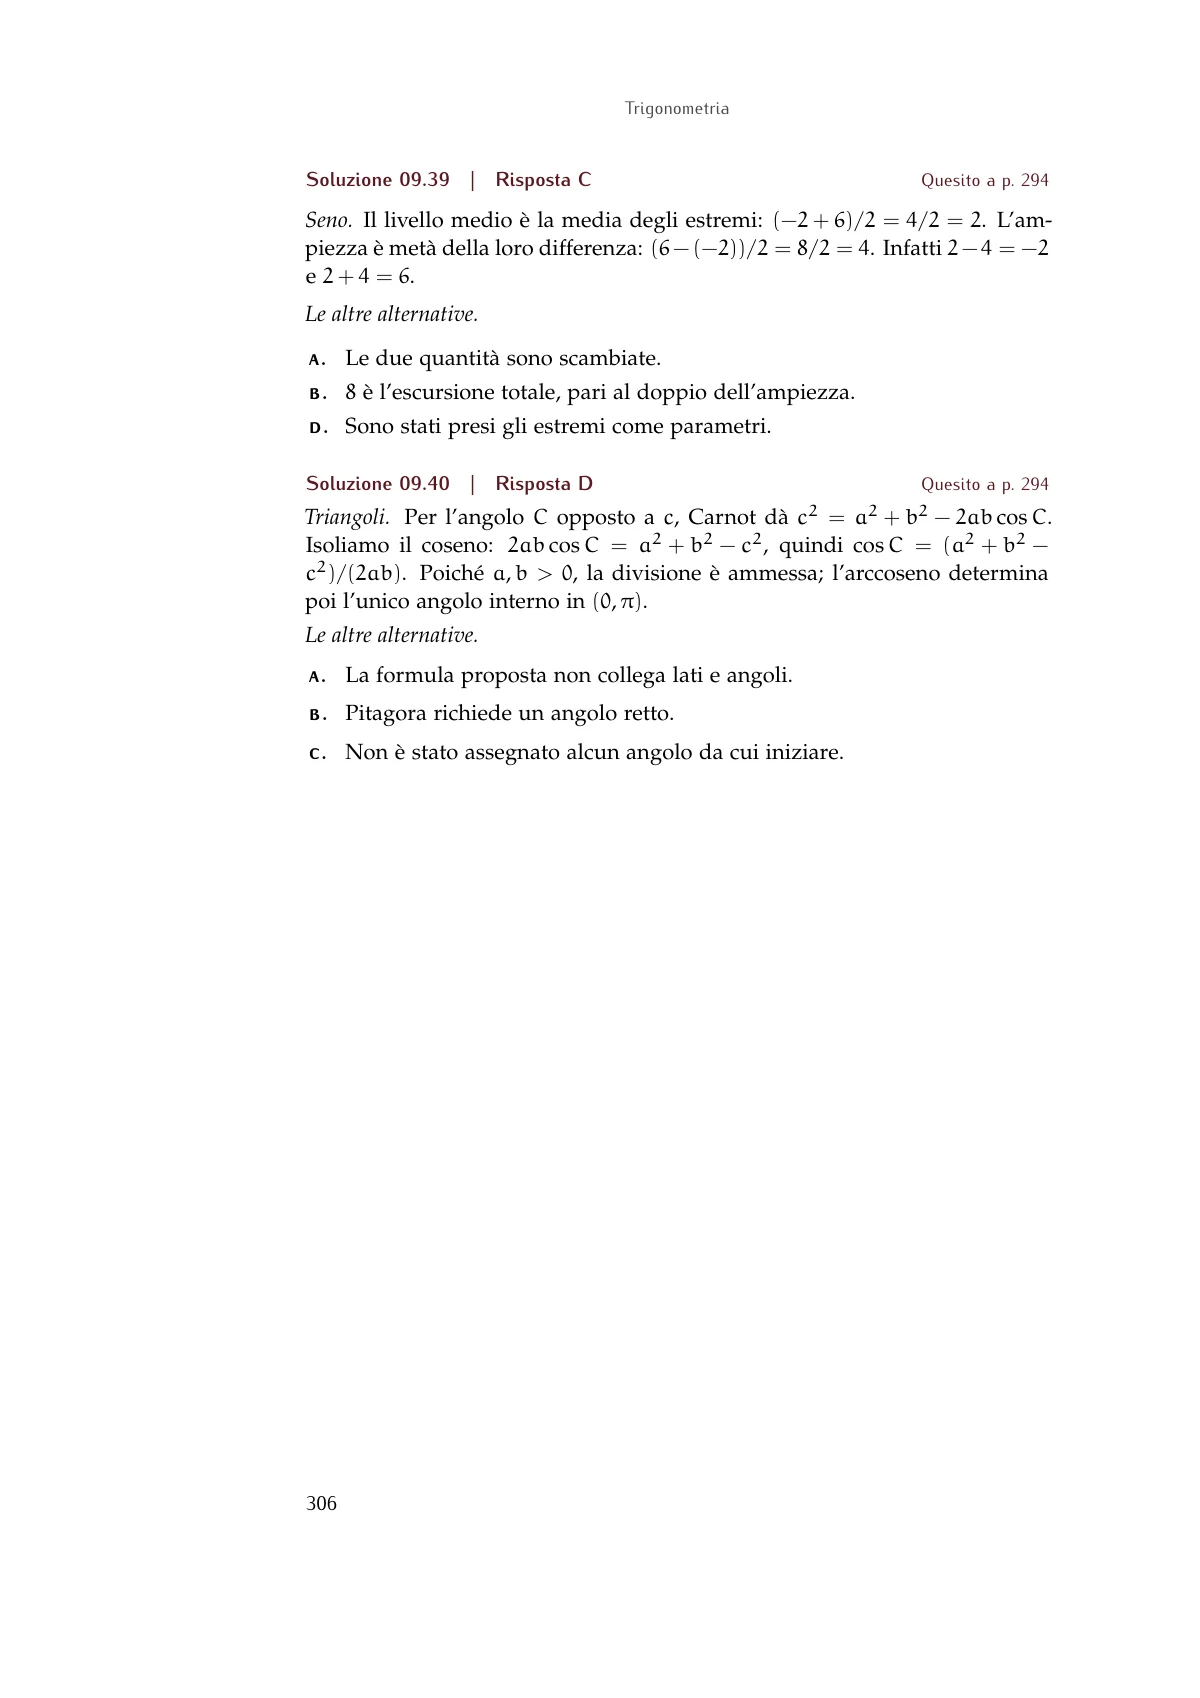 Trigonometria
Soluzione 09.39 | Risposta C Quesito a p. 294
Seno. Il livello medio è la media degli estremi: (−2 + 6)/2 = 4/2 = 2. L’am-
piezza è metà della loro differenza: (6 − (−2))/2 = 8/2 = 4. Infatti 2 − 4 = −2
e 2 + 4 = 6.
Le altre alternative.
A. Le due quantità sono scambiate.
B. 8 è l’escursione totale, pari al doppio dell’ampiezza.
D. Sono stati presi gli estremi come parametri.
Soluzione 09.40 | Risposta D Quesito a p. 294
Triangoli. Per l’angolo C opposto a c, Carnot dà c² = a² + b² − 2ab cos C.
Isoliamo il coseno: 2ab cos C = a² + b² − c², quindi cos C = (a² + b² −
c²)/(2ab). Poiché a, b > 0, la divisione è ammessa; l’arccoseno determina
poi l’unico angolo interno in (0, π).
Le altre alternative.
A. La formula proposta non collega lati e angoli.
B. Pitagora richiede un angolo retto.
C. Non è stato assegnato alcun angolo da cui iniziare.
306